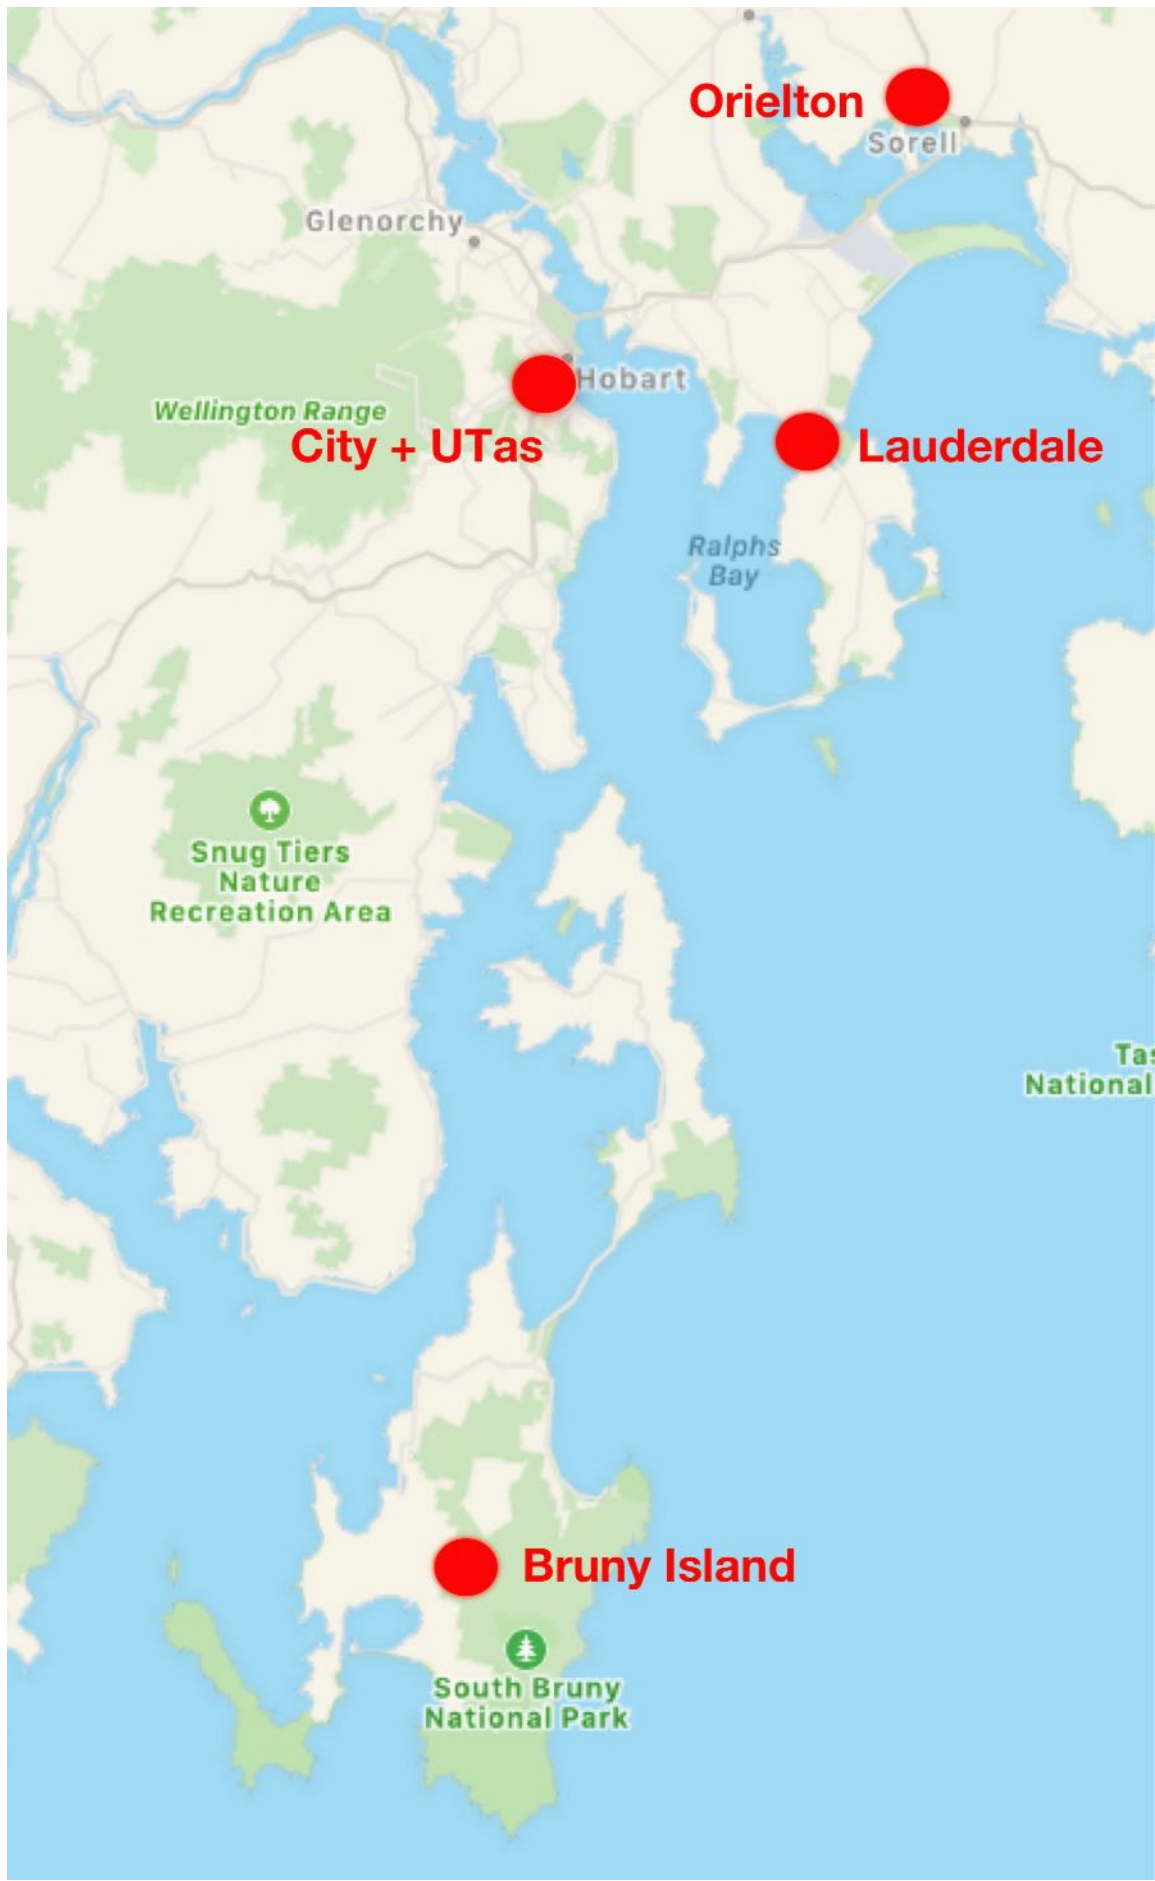 Orielton
Sorell
Glenorchy
Hobart
Wellington Range
City + UTas
Lauderdale
Ralphs
Bay
Snug Tiers
Nature
Recreation Area
Tas
National
Bruny Island
South Bruny
National Park